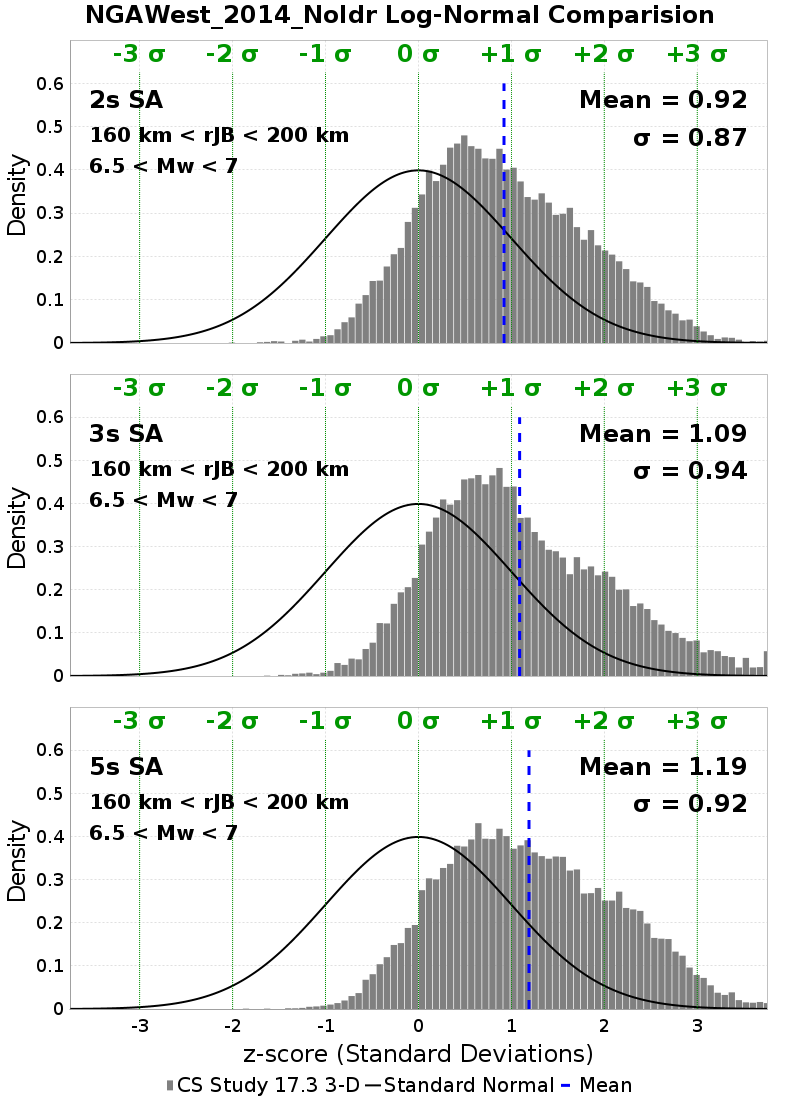 NGAWest_2014_NoIdr Log-Normal Comparision
-3 σ -2 σ -1 σ 0 σ +1 σ +2 σ +3 σ
2s SA
160 km < rJB < 200 km
6.5 < Mw < 7
Mean = 0.92
σ = 0.87
Density
0.6
0.5
0.4
0.3
0.2
0.1
0
-3 σ -2 σ -1 σ 0 σ +1 σ +2 σ +3 σ
3s SA
160 km < rJB < 200 km
6.5 < Mw < 7
Mean = 1.09
σ = 0.94
Density
0.6
0.5
0.4
0.3
0.2
0.1
0
-3 σ -2 σ -1 σ 0 σ +1 σ +2 σ +3 σ
5s SA
160 km < rJB < 200 km
6.5 < Mw < 7
Mean = 1.19
σ = 0.92
Density
0.6
0.5
0.4
0.3
0.2
0.1
0
-3 -2 -1 0 1 2 3
z-score (Standard Deviations)
CS Study 17.3 3-D Standard Normal Mean